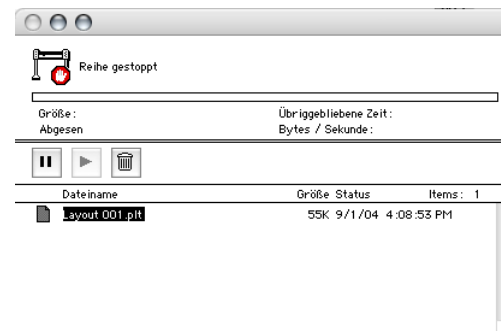 Reihe gestoppt
Größe: Übriggebliebene Zeit:
Abgesen Bytes / Sekunde:
Dateiname Größe Status Items: 1
Layout 001.plt 55K 9/1/04 4:08:53 PM